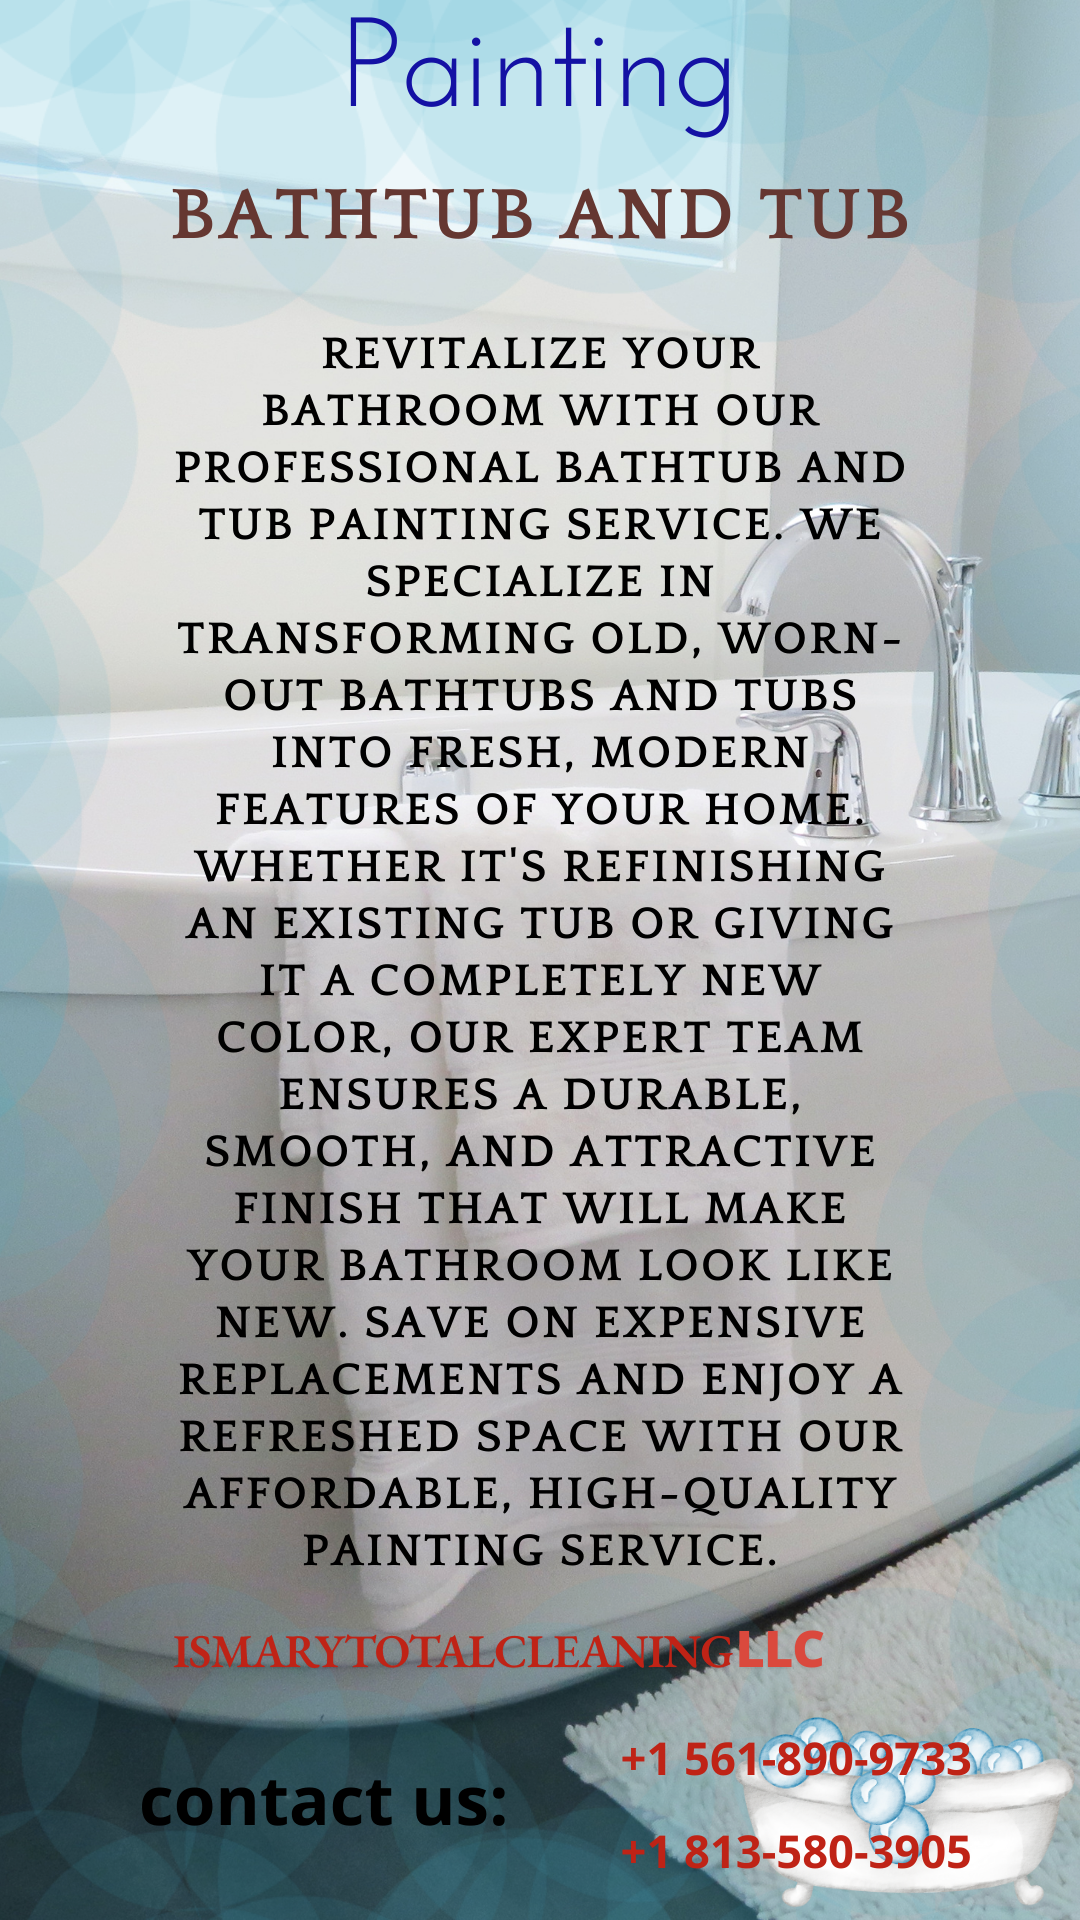 Painting
BATHTUB AND TUB
REVITALIZE YOUR
BATHROOM WITH OUR
PROFESSIONAL BATHTUB AND
TUB PAINTING SERVICE. WE
SPECIALIZE IN
TRANSFORMING OLD, WORN-
OUT BATHTUBS AND TUBS
INTO FRESH, MODERN
FEATURES OF YOUR HOME.
WHETHER IT'S REFINISHING
AN EXISTING TUB OR GIVING
IT A COMPLETELY NEW
COLOR, OUR EXPERT TEAM
ENSURES A DURABLE,
SMOOTH, AND ATTRACTIVE
FINISH THAT WILL MAKE
YOUR BATHROOM LOOK LIKE
NEW. SAVE ON EXPENSIVE
REPLACEMENTS AND ENJOY A
REFRESHED SPACE WITH OUR
AFFORDABLE, HIGH-QUALITY
PAINTING SERVICE.
ISMARYTOTALCLEANINGLLC
contact us:
+1 561-890-9733
+1 813-580-3905